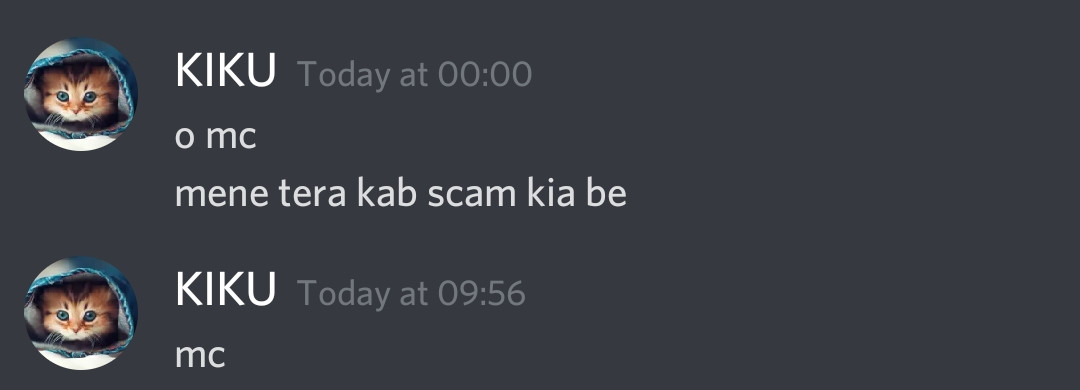 KIKU Today at 00:00
o mc
mene tera kab scam kia be
KIKU Today at 09:56
mc